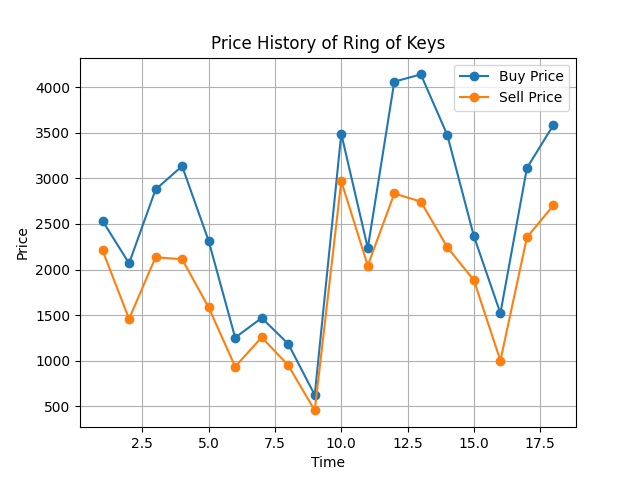 Price History of Ring of Keys
Buy Price
Sell Price
Price
4000
3500
3000
2500
2000
1500
1000
500
2.5 5.0 7.5 10.0 12.5 15.0 17.5
Time